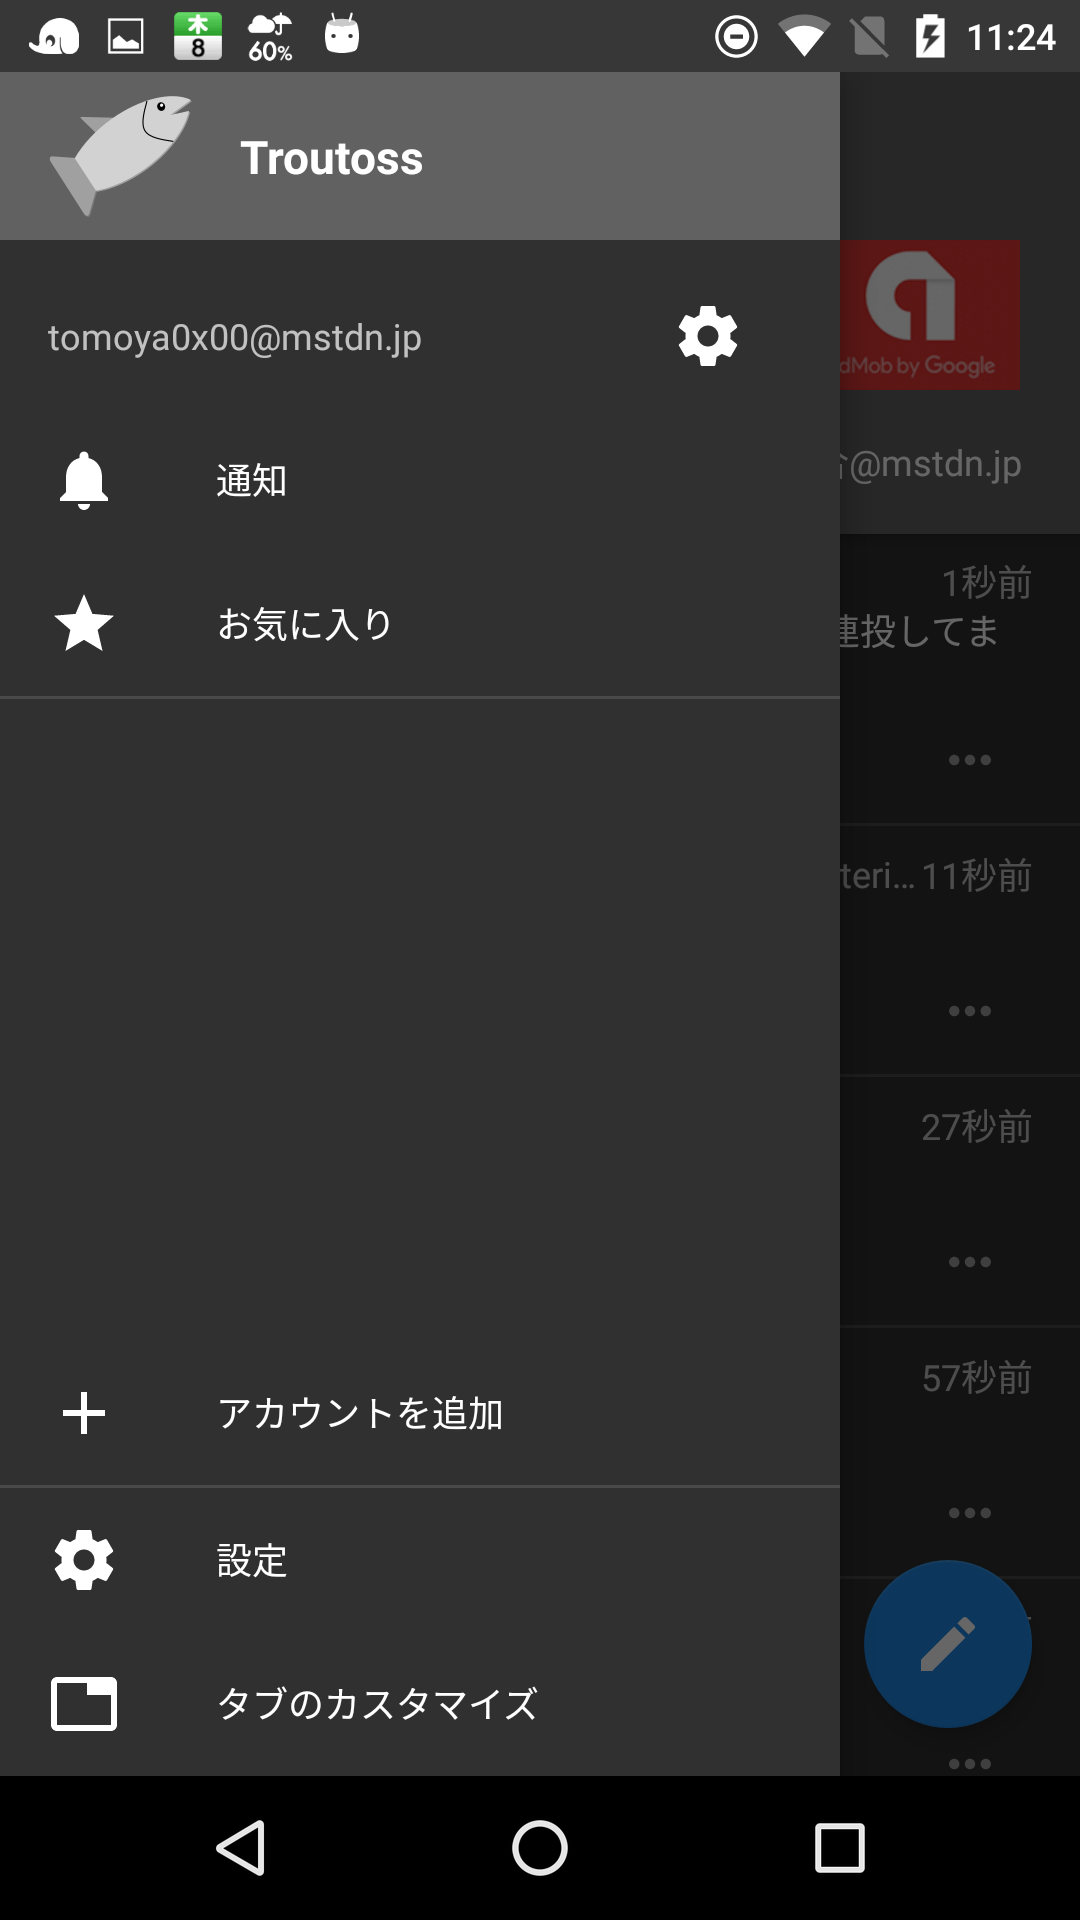 木
8
60%
11:24
Troutoss
dMob by Google
tomoya0x00@mstdn.jp
@mstdn.jp
通知
1秒前
お気に入り
連投してま
teri… 11秒前
27秒前
57秒前
アカウントを追加
設定
タブのカスタマイズ